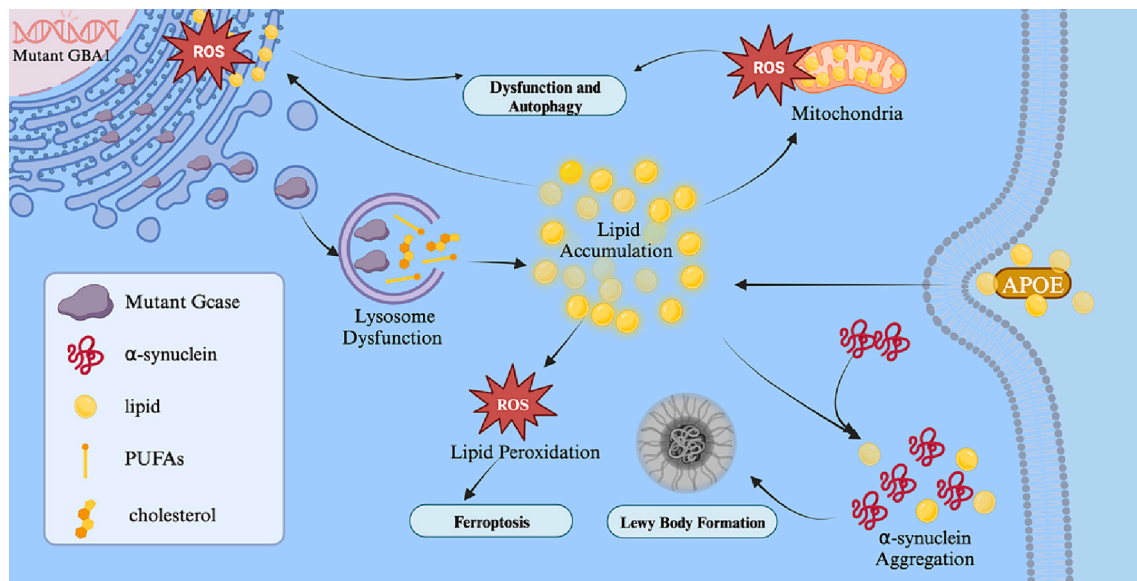 Mutant GBA1
ROS
Dysfunction and
Autophagy
ROS
Mitochondria
Lipid
Accumulation
Lysosome
Dysfunction
APOE
Mutant Gcase
α-synuclein
lipid
PUFAs
cholesterol
ROS
Lipid Peroxidation
Ferroptosis
Lewy Body Formation
α-synuclein
Aggregation